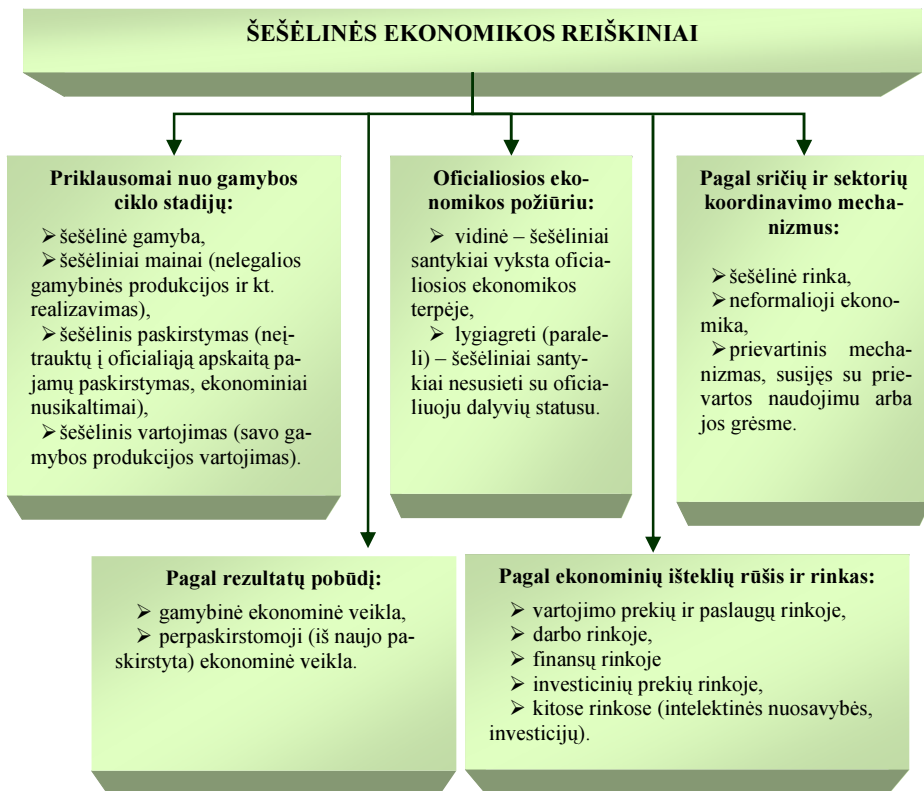 ŠEŠĖLINĖS EKONOMIKOS REIŠKINIAI
Priklausomai nuo gamybos
ciklo stadijų:
➢ šešėlinė gamyba,
➢ šešėliniai mainai (nelegalios
gamybinės produkcijos ir kt.
realizavimas),
➢ šešėlinis paskirstymas (neį-
trauktų į oficialiąją apskaitą pa-
jamų paskirstymas, ekonominiai
nusikaltimai),
➢ šešėlinis vartojimas (savo ga-
mybos produkcijos vartojimas).
Oficialiosios eko-
nomikos požiūriu:
➢ vidinė – šešėliniai
santykiai vyksta oficia-
liosios ekonomikos
terpėje,
➢ lygiagreti (parale-
li) – šešėliniai santy-
kiai nesusieti su oficia-
liuoju dalyvių statusu.
Pagal sričių ir sektorių
koordinavimo mecha-
nizmus:
➢ šešėlinė rinka,
➢ neformalioji ekono-
mika,
➢ prievartinis mecha-
nizmas, susijęs su prie-
vartos naudojimu arba
jos grėsme.
Pagal rezultatų pobūdį:
➢ gamybinė ekonominė veikla,
➢ perpaskirstomoji (iš naujo pa-
skirstyta) ekonominė veikla.
Pagal ekonominių išteklių rūšis ir rinkas:
➢ vartojimo prekių ir paslaugų rinkoje,
➢ darbo rinkoje,
➢ finansų rinkoje
➢ investicinių prekių rinkoje,
➢ kitose rinkose (intelektinės nuosavybės,
investicijų).